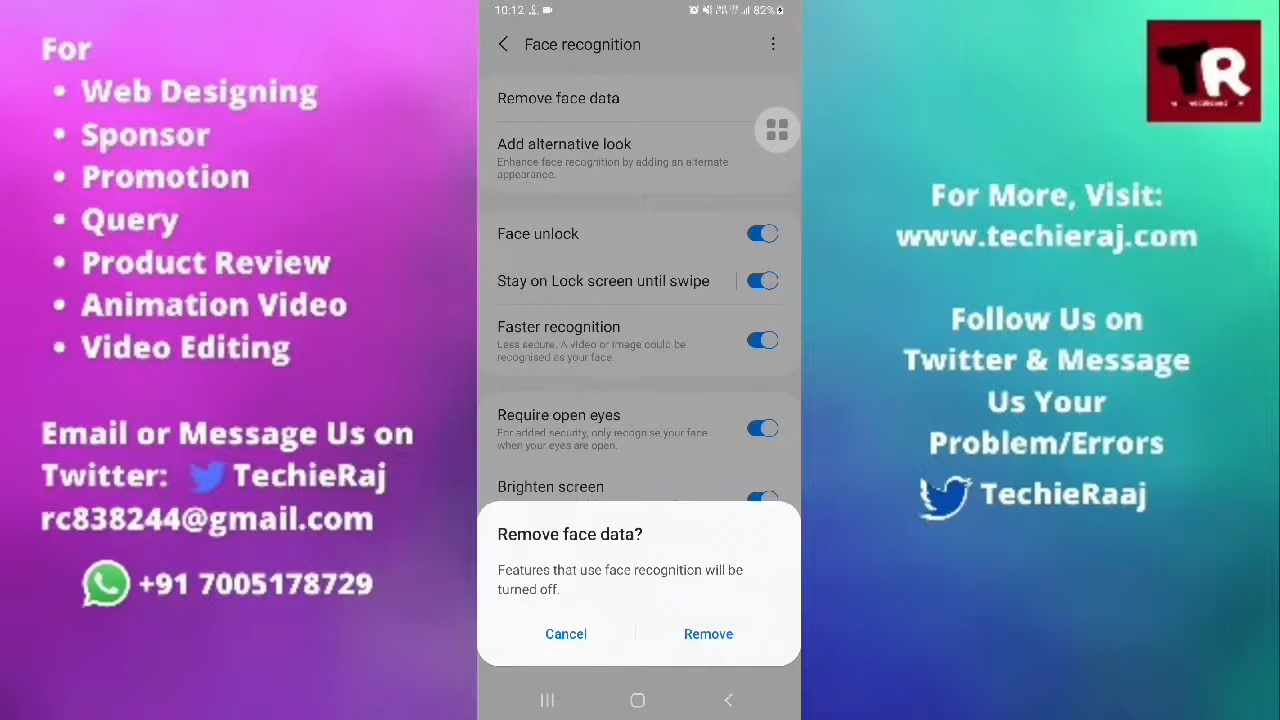 For
• Web Designing
• Sponsor
• Promotion
• Query
• Product Review
• Animation Video
• Video Editing
Email or Message Us on
Twitter: TechieRaj
rc838244@gmail.com
+91 7005178729
10:12
82%
Face recognition
Remove face data
Add alternative look
Enhance face recognition by adding an alternate
appearance.
Face unlock
Stay on Lock screen until swipe
Faster recognition
Less secure. A video or image could be
recognised as your face.
Require open eyes
For added security, only recognise your face
when your eyes are open.
Brighten screen
Remove face data?
Features that use face recognition will be
turned off.
Cancel
Remove
TR
For More, Visit:
www.techieraj.com
Follow Us on
Twitter & Message
Us Your
Problem/Errors
TechieRaaj